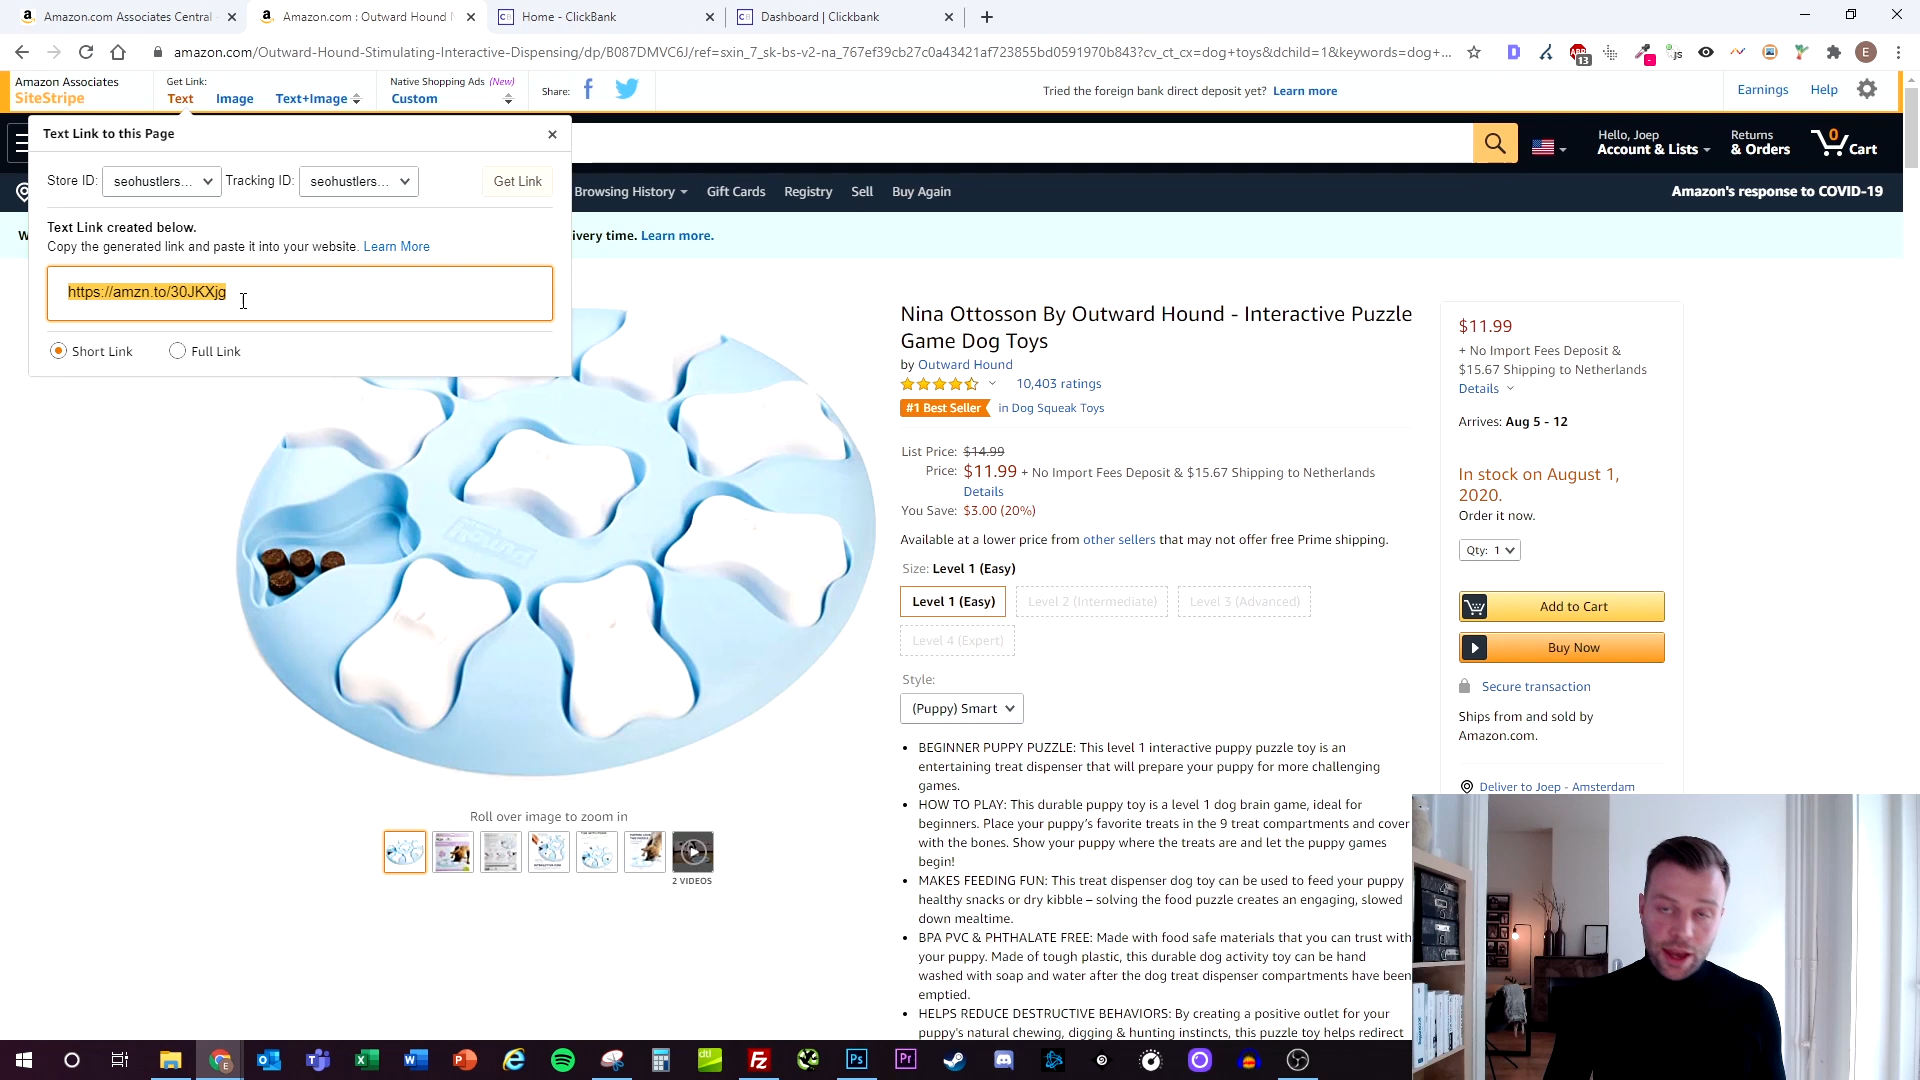 Amazon.com Associates Central
Amazon.com : Outward Hound N
Home - ClickBank
Dashboard | Clickbank
amazon.com/Outward-Hound-Stimulating-Interactive-Dispensing/dp/B087DMVC6J/ref=sxin_7_sk-bs-v2-na_767ef39cb27c0a43421af723855bd0591970b843?cv_ct_cx=dog+toys&dchild=1&keywords=dog+...
13
E
Amazon Associates
SiteStripe
Get Link:
Text
Image
Text+Image
Native Shopping Ads (New)
Custom
Share:
Tried the foreign bank direct deposit yet? Learn more
Earnings
Help
Text Link to this Page
Store ID: seohustlers...
Tracking ID: seohustlers...
Get Link
Text Link created below.
Copy the generated link and paste it into your website. Learn More
https://amzn.to/30JKXjg
Short Link
Full Link
Hello, Joep
Account & Lists
Returns
& Orders
0
Cart
Browsing History
Gift Cards
Registry
Sell
Buy Again
Amazon's response to COVID-19
W
ivery time. Learn more.
Nina Ottosson By Outward Hound - Interactive Puzzle
Game Dog Toys
by Outward Hound
10,403 ratings
#1 Best Seller in Dog Squeak Toys
List Price: $14.99
Price: $11.99 + No Import Fees Deposit & $15.67 Shipping to Netherlands
Details
You Save: $3.00 (20%)
Available at a lower price from other sellers that may not offer free Prime shipping.
Size: Level 1 (Easy)
Level 1 (Easy)
Level 2 (Intermediate)
Level 3 (Advanced)
Level 4 (Expert)
Style:
(Puppy) Smart
• BEGINNER PUPPY PUZZLE: This level 1 interactive puppy puzzle toy is an
entertaining treat dispenser that will prepare your puppy for more challenging
games.
• HOW TO PLAY: This durable puppy toy is a level 1 dog brain game, ideal for
beginners. Place your puppy's favorite treats in the 9 treat compartments and cover
with the bones. Show your puppy where the treats are and let the puppy games
begin!
• MAKES FEEDING FUN: This treat dispenser dog toy can be used to feed your puppy
healthy snacks or dry kibble – solving the food puzzle creates an engaging, slowed
down mealtime.
• BPA PVC & PHTHALATE FREE: Made with food safe materials that you can trust with
your puppy. Made of tough plastic, this durable dog activity toy can be hand
washed with soap and water after the dog treat dispenser compartments have been
emptied.
• HELPS REDUCE DESTRUCTIVE BEHAVIORS: By creating a positive outlet for your
puppy's natural chewing, digging & hunting instincts, this puzzle toy helps redirect
$11.99
+ No Import Fees Deposit &
$15.67 Shipping to Netherlands
Details
Arrives: Aug 5 - 12
In stock on August 1,
2020.
Order it now.
Qty: 1
Add to Cart
Buy Now
Secure transaction
Ships from and sold by
Amazon.com.
Deliver to Joep - Amsterdam
Roll over image to zoom in
2 VIDEOS